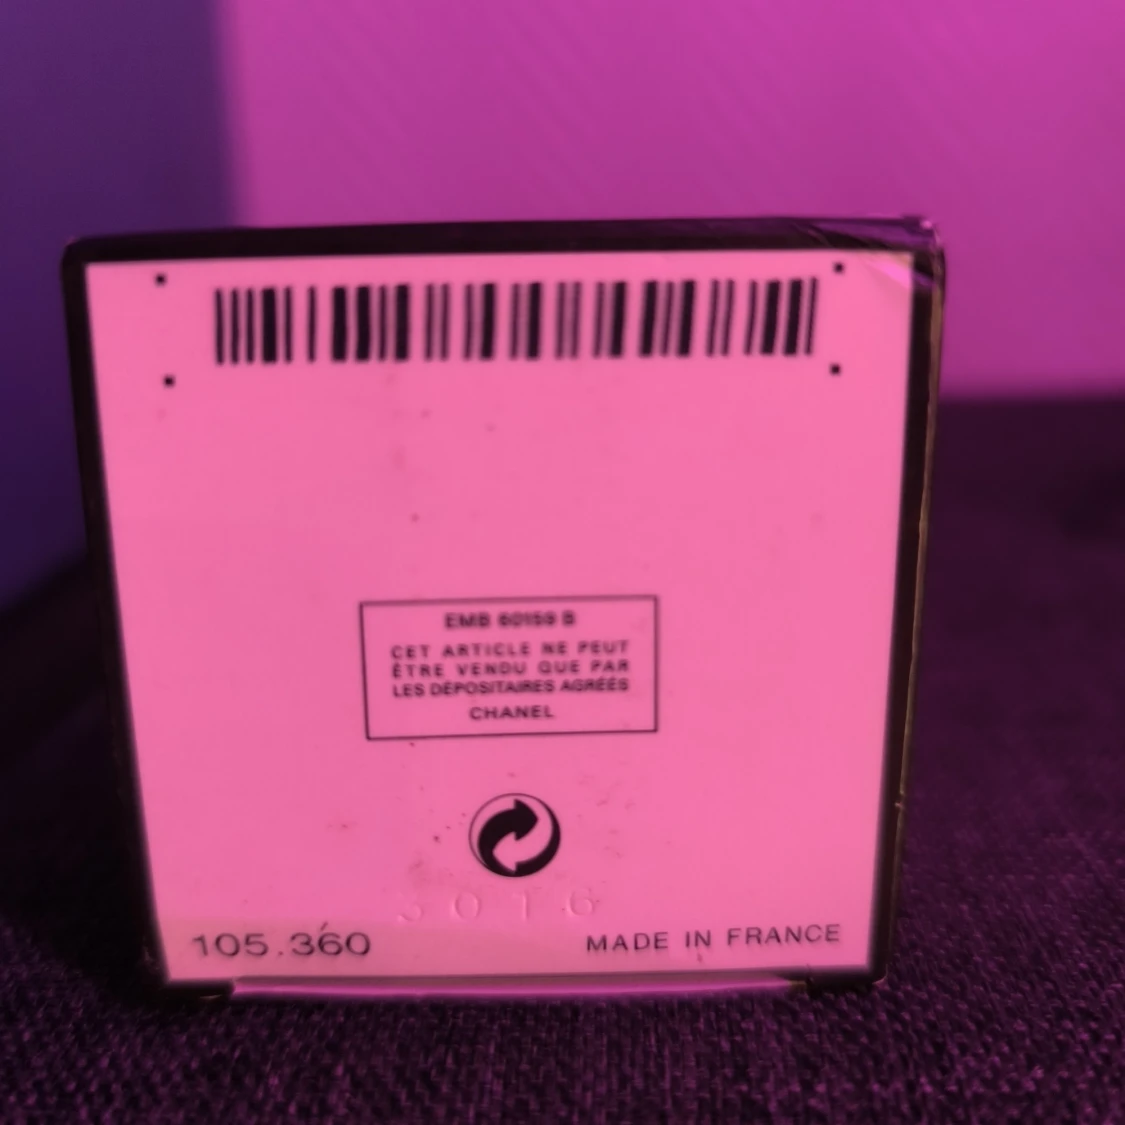 EMB 60159 B
CET ARTICLE NE PEUT
ÊTRE VENDU QUE PAR
LES DÉPOSITAIRES AGRÉÉS
CHANEL
105.360
MADE IN FRANCE